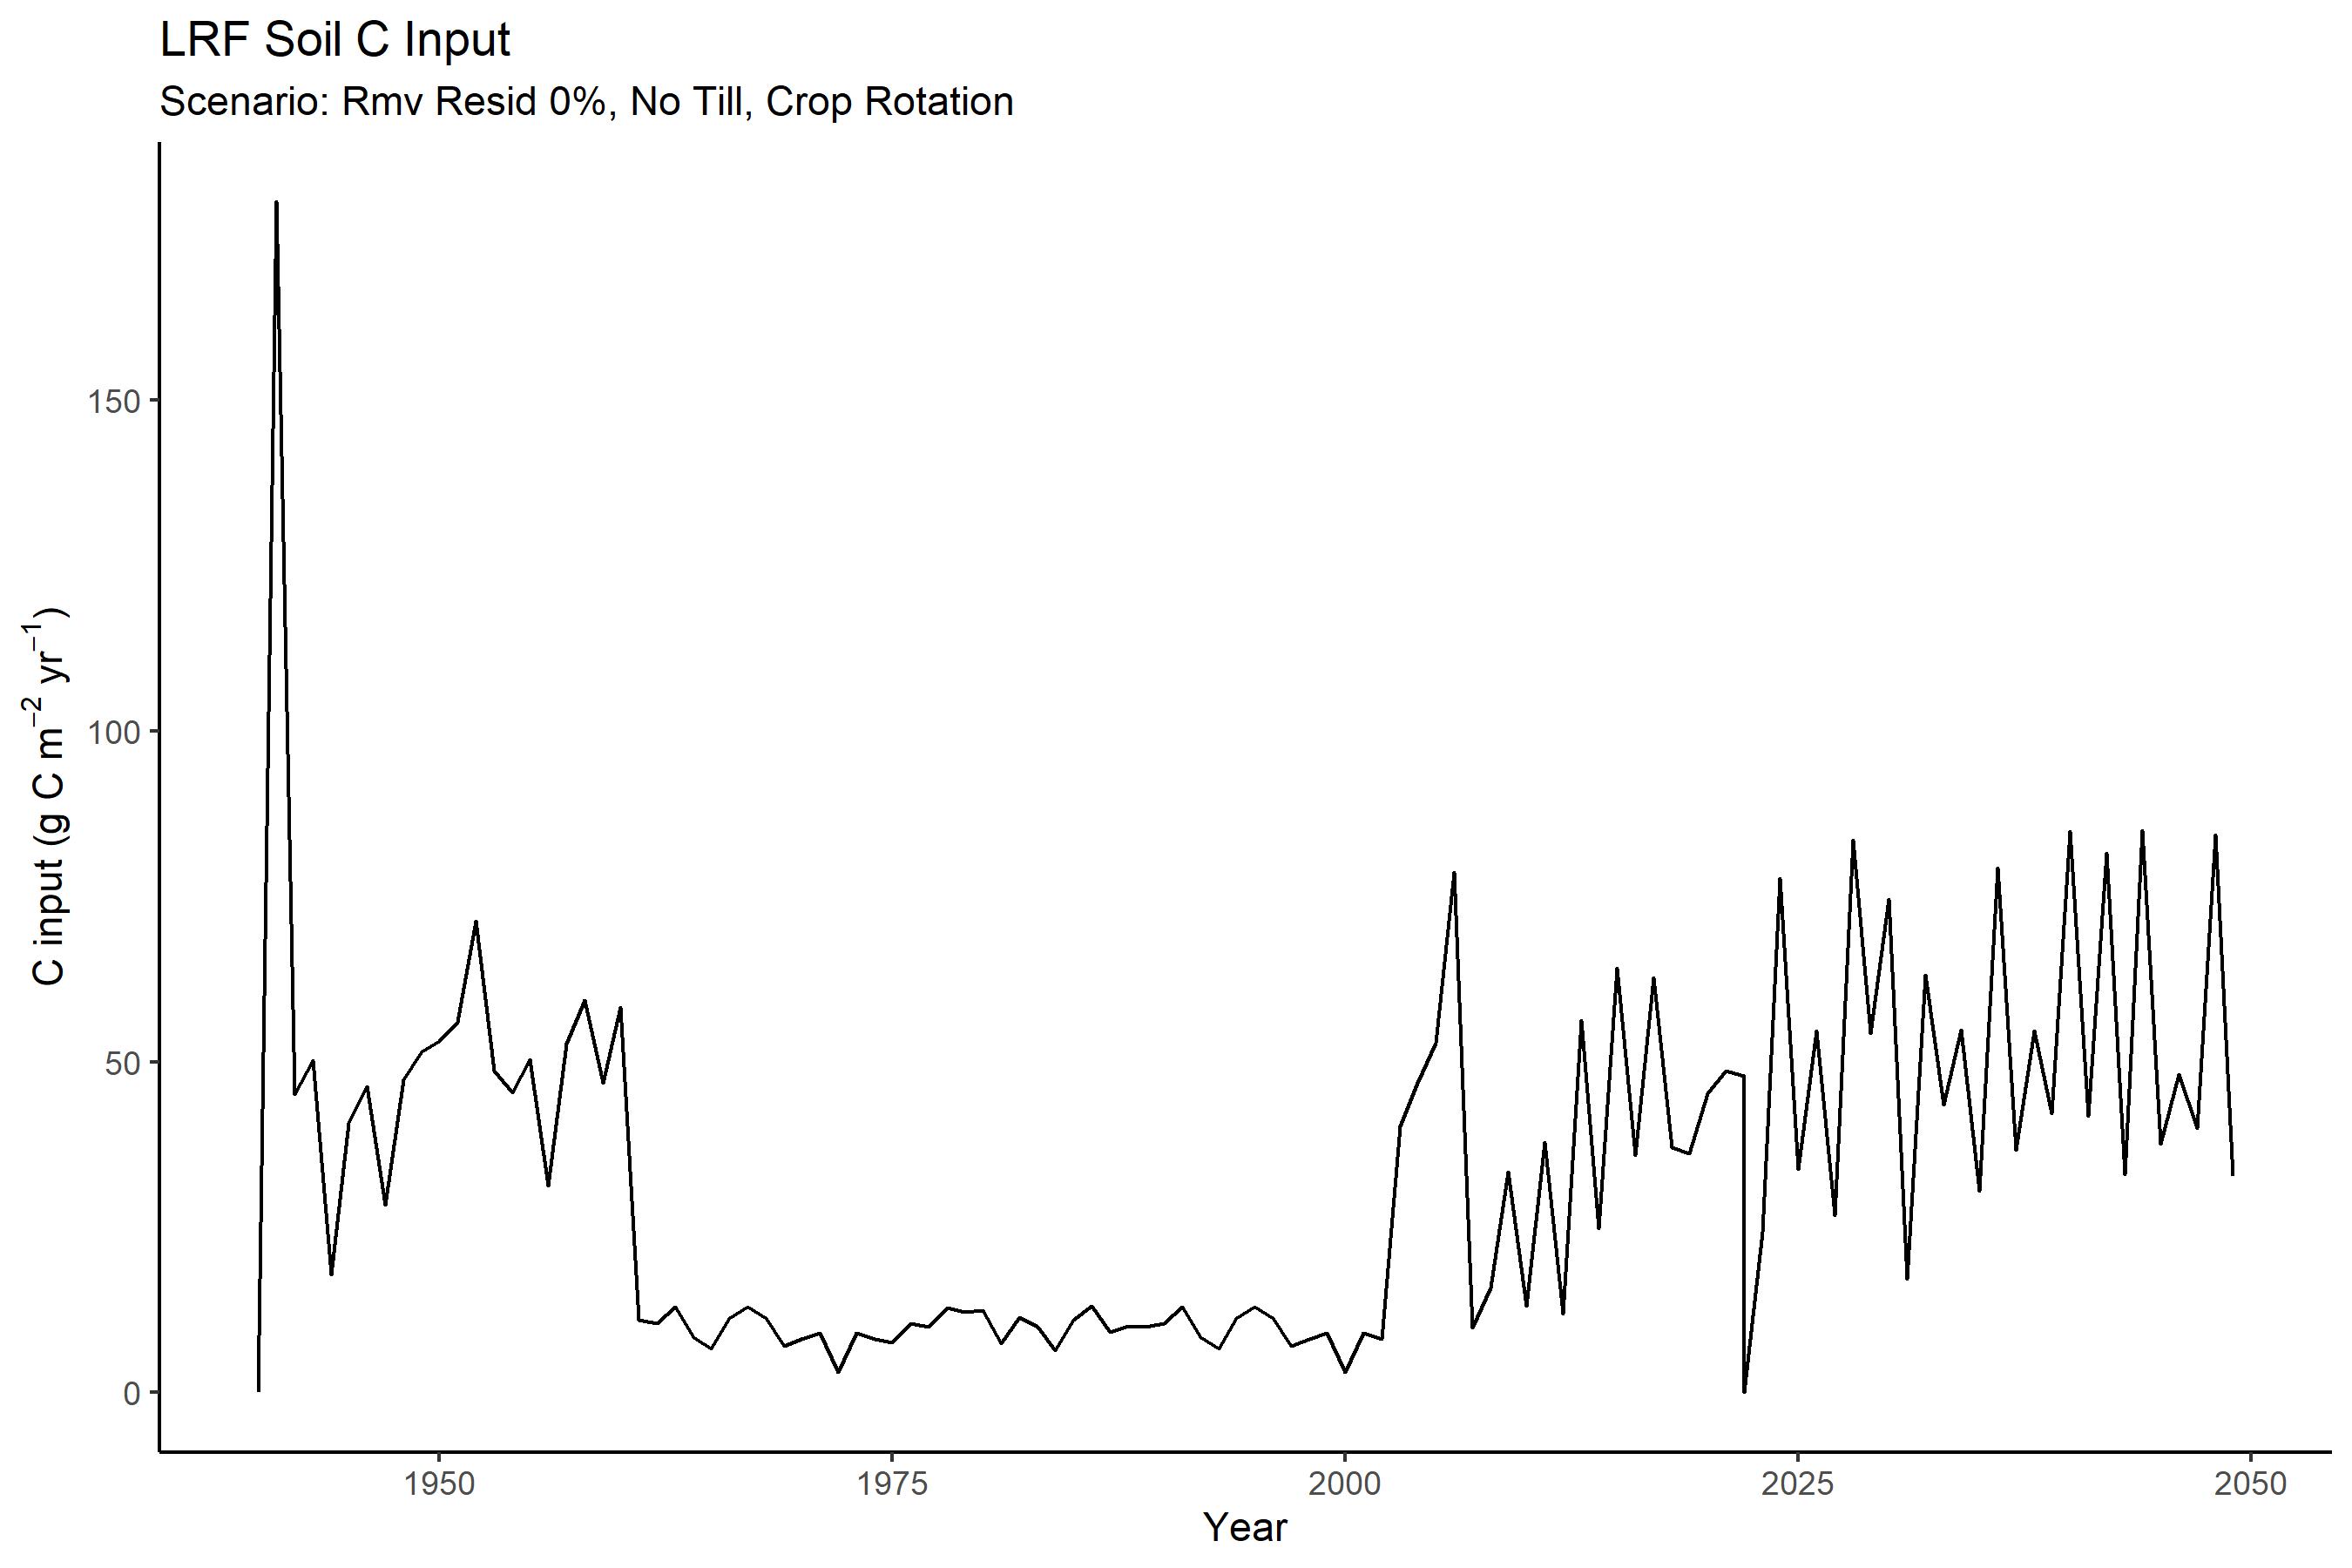 LRF Soil C Input
Scenario: Rmv Resid 0%, No Till, Crop Rotation
C input (g C m⁻² yr⁻¹)
150
100
50
0
1950 1975 2000 2025 2050
Year